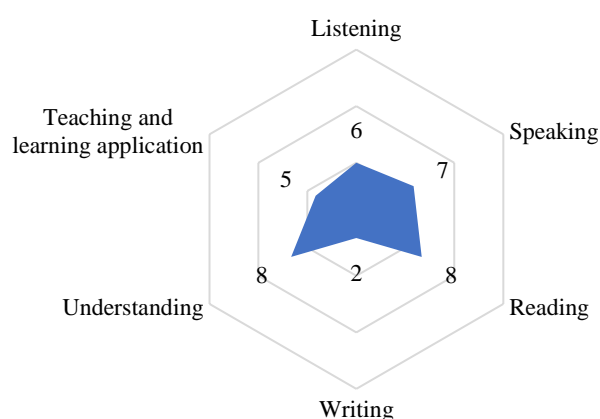 Listening
Teaching and
learning application
Speaking
6
7
5
8
2
8
Understanding
Reading
Writing